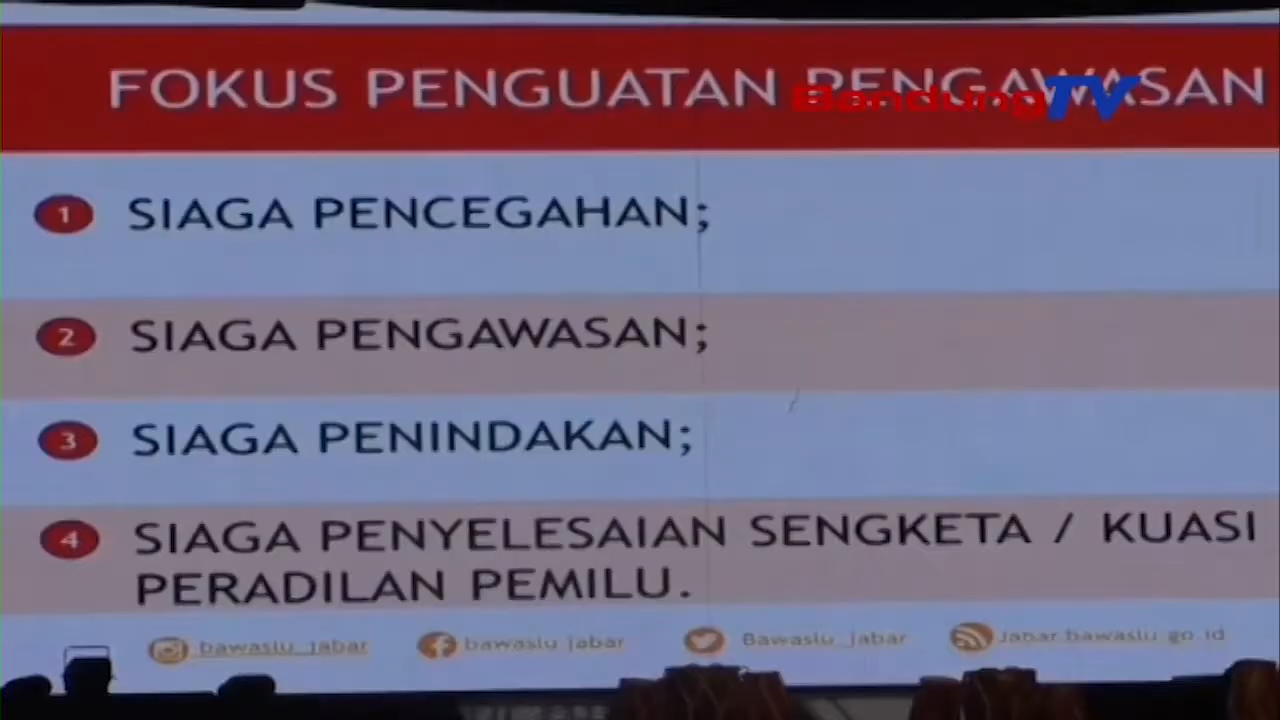 FOKUS PENGUATAN PENGAWASAN
BandungTV
1 SIAGA PENCEGAHAN;
2 SIAGA PENGAWASAN;
3 SIAGA PENINDAKAN;
4 SIAGA PENYELESAIAN SENGKETA / KUASI
PERADILAN PEMILU.
bawaslu_jabar bawaslu jabar Bawaslu_jabar Jabar.bawaslu.go.id